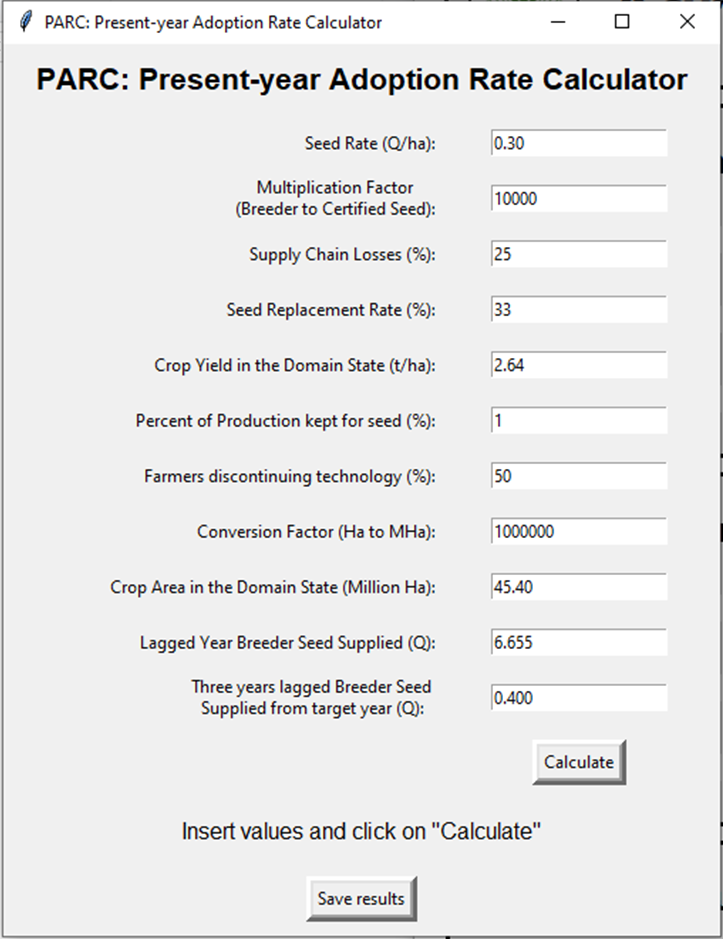 PARC: Present-year Adoption Rate Calculator
PARC: Present-year Adoption Rate Calculator
Seed Rate (Q/ha): 0.30
Multiplication Factor
(Breeder to Certified Seed): 10000
Supply Chain Losses (%): 25
Seed Replacement Rate (%): 33
Crop Yield in the Domain State (t/ha): 2.64
Percent of Production kept for seed (%): 1
Farmers discontinuing technology (%): 50
Conversion Factor (Ha to MHa): 1000000
Crop Area in the Domain State (Million Ha): 45.40
Lagged Year Breeder Seed Supplied (Q): 6.655
Three years lagged Breeder Seed
Supplied from target year (Q): 0.400
Calculate
Insert values and click on "Calculate"
Save results